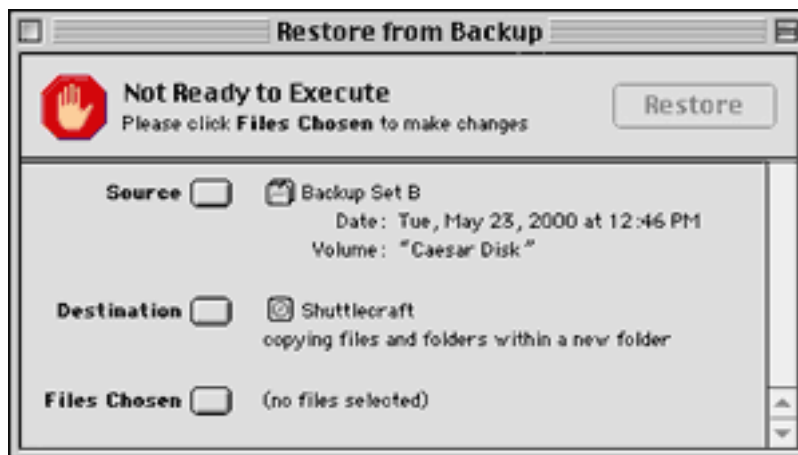 Restore from Backup
Not Ready to Execute
Restore
Please click Files Chosen to make changes
Source Backup Set B
Date: Tue, May 23, 2000 at 12:46 PM
Volume: "Caesar Disk"
Destination Shuttlecraft
copying files and folders within a new folder
Files Chosen (no files selected)